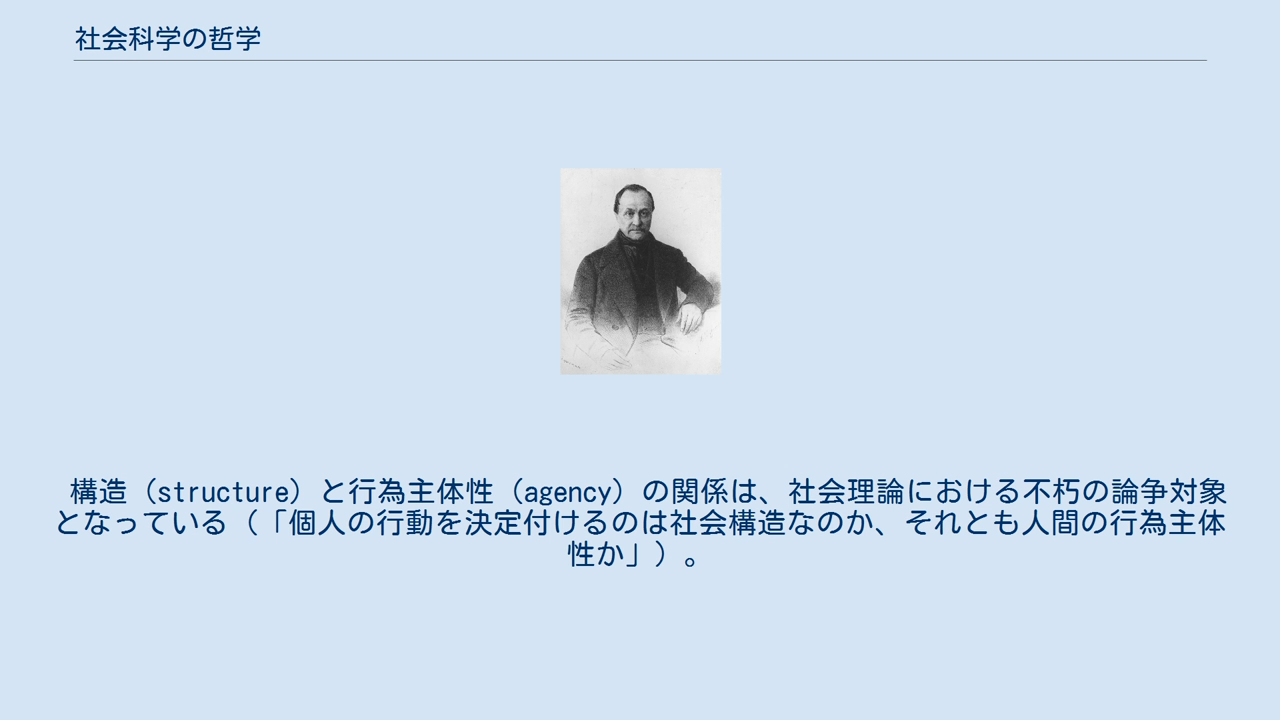 社会科学の哲学
構造（structure）と行為主体性（agency）の関係は、社会理論における不朽の論争対象
となっている（「個人の行動を決定付けるのは社会構造なのか、それとも人間の行為主体
性か」）。